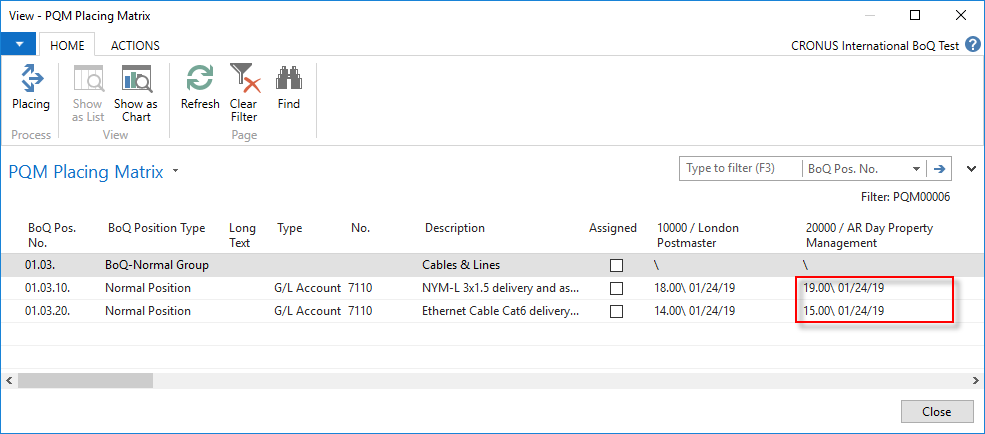 View - PQM Placing Matrix
HOME ACTIONS CRONUS International BoQ Test ?
Placing Show as List Show as Chart Refresh Clear Filter Find
Process View Page
PQM Placing Matrix Type to filter (F3) BoQ Pos. No.
Filter: PQM00006
BoQ Pos. No. BoQ Position Type Long Text Type No. Description Assigned 10000 / London Postmaster 20000 / AR Day Property Management
01.03. BoQ-Normal Group Cables & Lines \ \
01.03.10. Normal Position G/L Account 7110 NYM-L 3x1.5 delivery and as... 18.00\ 01/24/19 19.00\ 01/24/19
01.03.20. Normal Position G/L Account 7110 Ethernet Cable Cat6 delivery... 14.00\ 01/24/19 15.00\ 01/24/19
Close